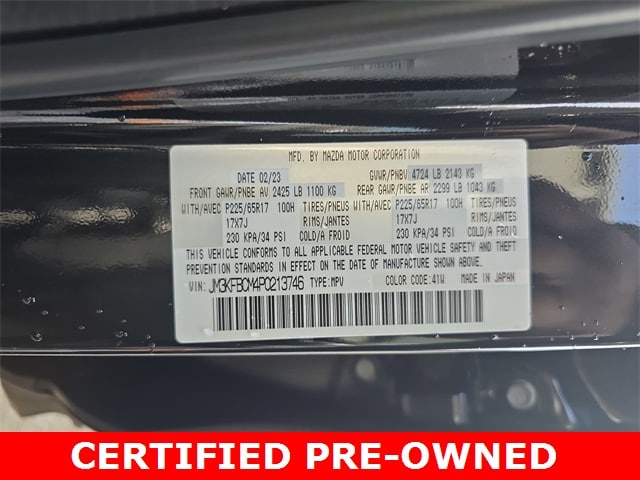 MFD. BY MAZDA MOTOR CORPORATION
DATE 02/23 GVWR/PNBV 4724 LB 2143 KG
FRONT GAWR/PNBE AV 2425 LB 1100 KG REAR GAWR/PNBE AR 2299 LB 1043 KG
WITH/AVEC P225/65R17 100H TIRES/PNEUS WITH/AVEC P225/65R17 100H TIRES/PNEUS
17X7J RIMS/JANTES 17X7J RIMS/JANTES
230 KPA/34 PSI COLD/A FROID 230 KPA/34 PSI COLD/A FROID
THIS VEHICLE CONFORMS TO ALL APPLICABLE FEDERAL MOTOR VEHICLE SAFETY AND THEFT
PREVENTION STANDARDS IN EFFECT ON THE DATE OF MANUFACTURE SHOWN ABOVE.
VIN: JM3KFBCM4P0213746 TYPE:MPV COLOR CODE:41W MADE IN JAPAN
CERTIFIED PRE-OWNED